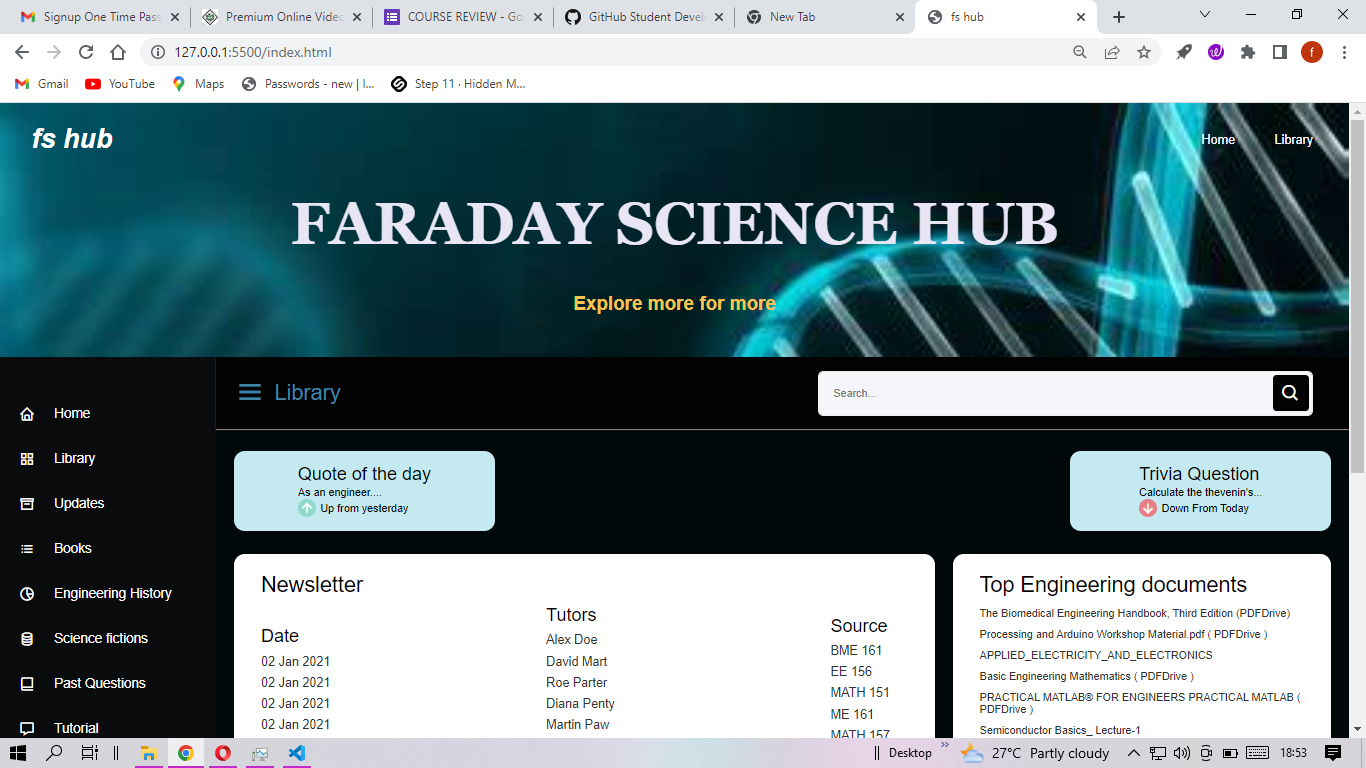 Signup One Time Pass
Premium Online Video
COURSE REVIEW - Goo
GitHub Student Devel
New Tab
fs hub
127.0.0.1:5500/index.html
f
Gmail
YouTube
Maps
Passwords - new | I...
Step 11 · Hidden M...
fs hub
Home
Library
FARADAY SCIENCE HUB
Explore more for more
Home
Library
Updates
Books
Engineering History
Science fictions
Past Questions
Tutorial
Library
Search...
Quote of the day
As an engineer....
Up from yesterday
Trivia Question
Calculate the thevenin's...
Down From Today
Newsletter
Date
02 Jan 2021
02 Jan 2021
02 Jan 2021
02 Jan 2021
Tutors
Alex Doe
David Mart
Roe Parter
Diana Penty
Martin Paw
Source
BME 161
EE 156
MATH 151
ME 161
MATH 157
Top Engineering documents
The Biomedical Engineering Handbook, Third Edition (PDFDrive)
Processing and Arduino Workshop Material.pdf ( PDFDrive )
APPLIED_ELECTRICITY_AND_ELECTRONICS
Basic Engineering Mathematics ( PDFDrive )
PRACTICAL MATLAB® FOR ENGINEERS PRACTICAL MATLAB (
PDFDrive )
Semiconductor Basics_ Lecture-1
Desktop
27°C Partly cloudy
18:53